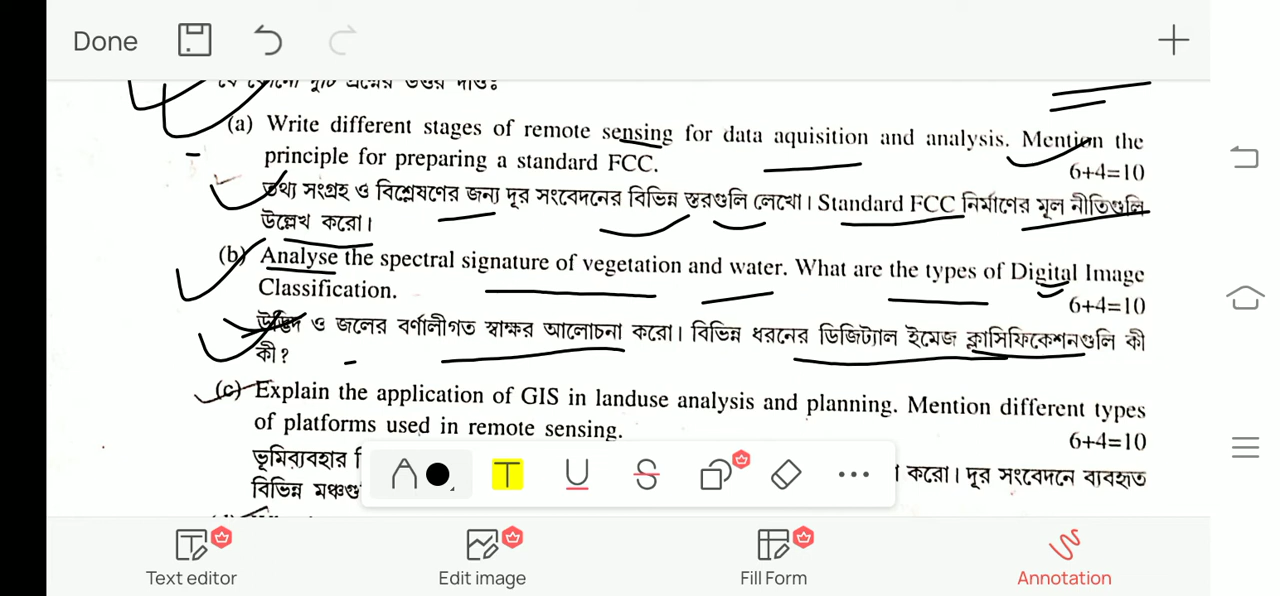 Done
যে কোনো দুটি প্রশ্নের উত্তর দাও:
(a) Write different stages of remote sensing for data aquisition and analysis. Mention the
principle for preparing a standard FCC. 6+4=10
তথ্য সংগ্রহ ও বিশ্লেষণের জন্য দূর সংবেদনের বিভিন্ন স্তরগুলি লেখো। Standard FCC নির্মাণের মূল নীতিগুলি
উল্লেখ করো।
(b) Analyse the spectral signature of vegetation and water. What are the types of Digital Image
Classification. 6+4=10
উদ্ভিদ ও জলের বর্ণালীগত স্বাক্ষর আলোচনা করো। বিভিন্ন ধরনের ডিজিট্যাল ইমেজ ক্লাসিফিকেশনগুলি কী
কী?
(c) Explain the application of GIS in landuse analysis and planning. Mention different types
of platforms used in remote sensing. 6+4=10
ভূমিব্যবহার করো। দূর সংবেদনে ব্যবহৃত
বিভিন্ন
Text editor
Edit image
Fill Form
Annotation